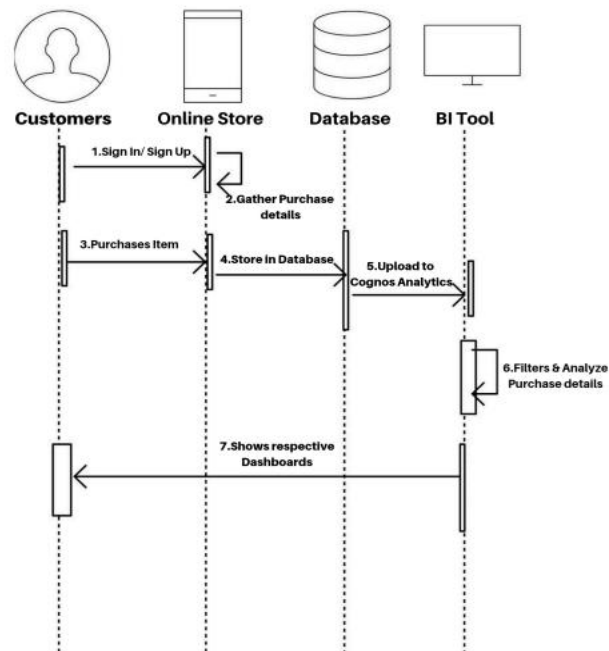 Customers
Online Store
Database
BI Tool
1.Sign In/ Sign Up
2.Gather Purchase
details
3.Purchases Item
4.Store in Database
5.Upload to
Cognos Analytics
6.Filters & Analyze
Purchase details
7.Shows respective
Dashboards